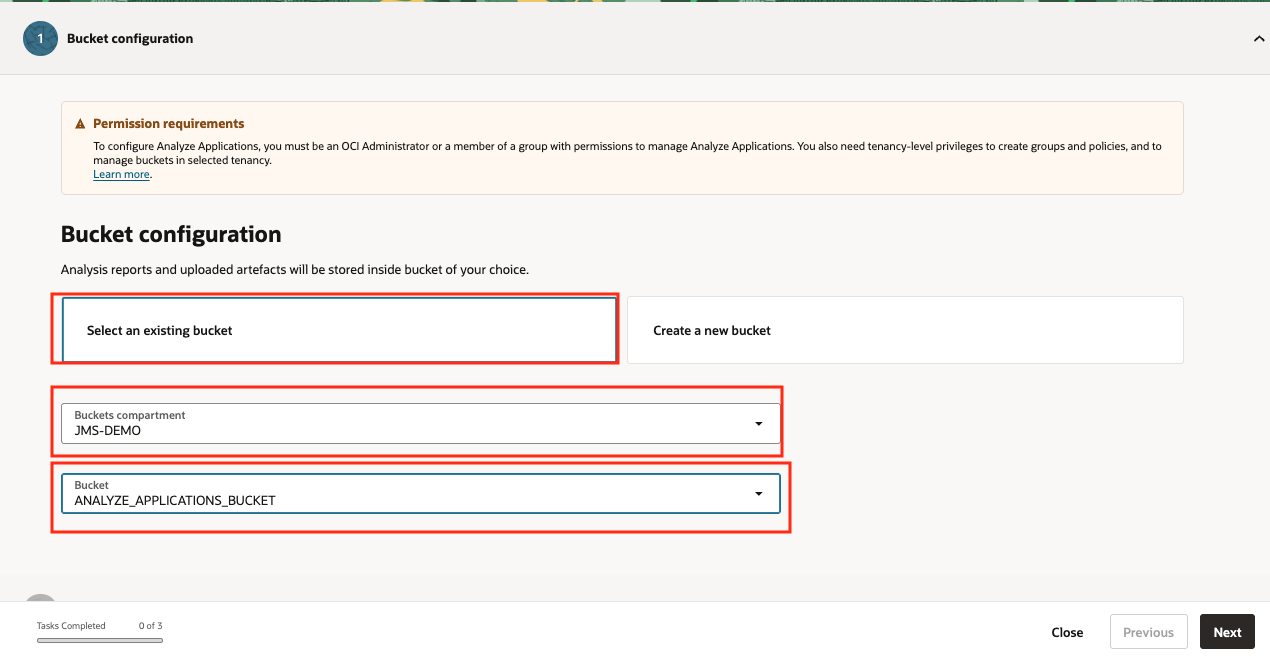 1
Bucket configuration
Permission requirements
To configure Analyze Applications, you must be an OCI Administrator or a member of a group with permissions to manage Analyze Applications. You also need tenancy-level privileges to create groups and policies, and to
manage buckets in selected tenancy.
Learn more.
Bucket configuration
Analysis reports and uploaded artefacts will be stored inside bucket of your choice.
Select an existing bucket
Create a new bucket
Buckets compartment
JMS-DEMO
Bucket
ANALYZE_APPLICATIONS_BUCKET
Tasks Completed 0 of 3
Close Previous Next